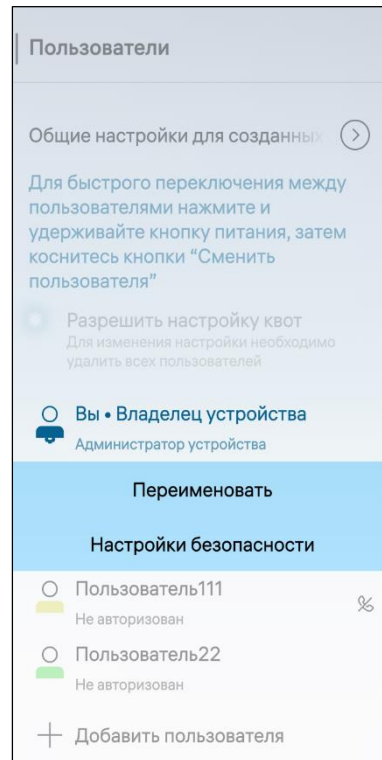 Пользователи
Общие настройки для созданных
Для быстрого переключения между
пользователями нажмите и
удерживайте кнопку питания, затем
коснитесь кнопки “Сменить
пользователя”
Разрешить настройку квот
Для изменения настройки необходимо
удалить всех пользователей
Вы • Владелец устройства
Администратор устройства
Переименовать
Настройки безопасности
Пользователь111
Не авторизован
Пользователь22
Не авторизован
Добавить пользователя